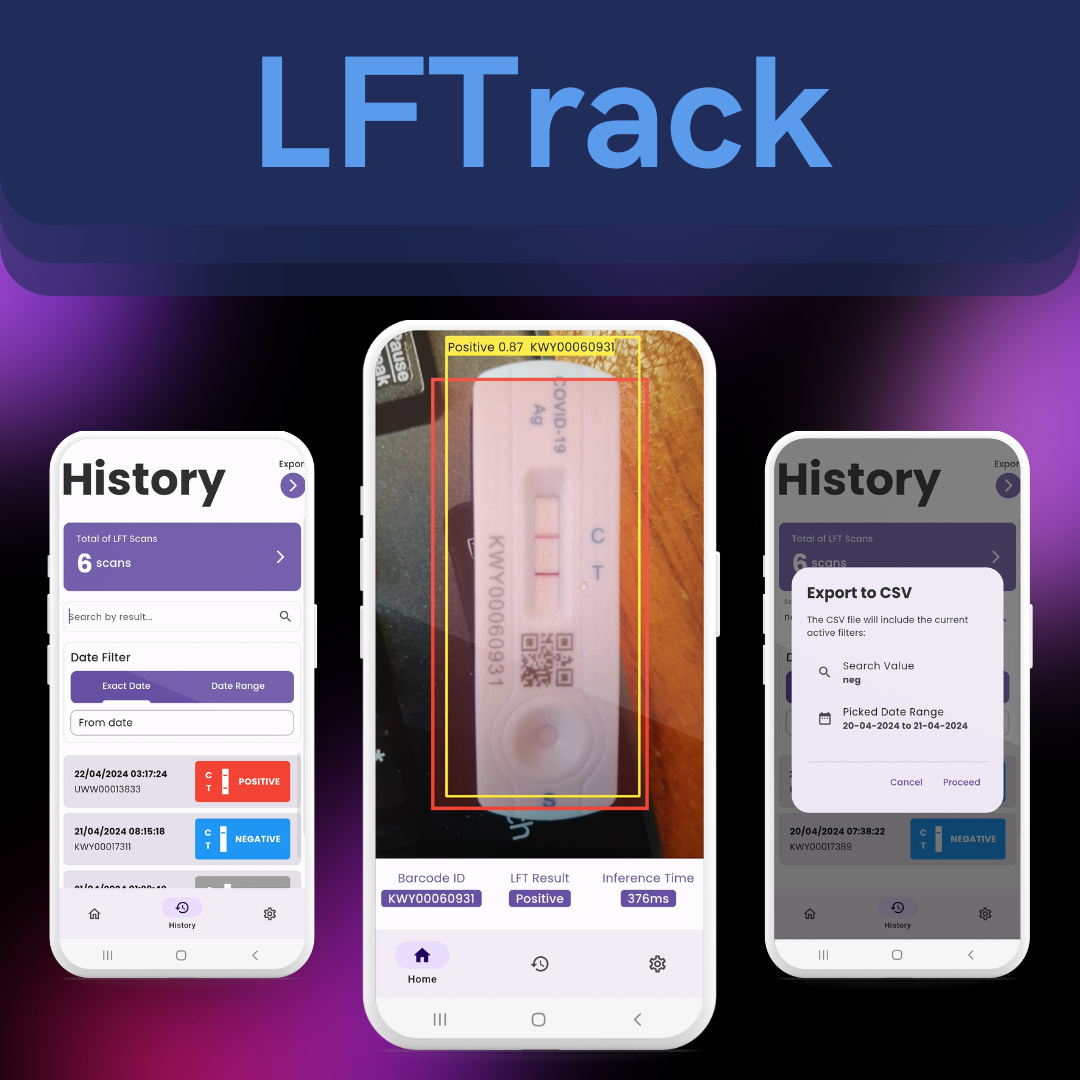 LFTrack
History
Expor
Total of LFT Scans
6 scans
Search by result...
Date Filter
Exact Date
Date Range
From date
22/04/2024 03:17:24
UWW00013833
C
T
POSITIVE
21/04/2024 08:15:18
KWY00017311
C
T
NEGATIVE
History
Pause
Positive 0.87 KWY00060931
COVID-19
Ag
C
T
KWY00060931
S
Barcode ID
LFT Result
Inference Time
KWY00060931
Positive
376ms
Home
History
Expor
Total of LFT Scans
6 scans
Export to CSV
The CSV file will include the current
active filters:
Search Value
neg
Picked Date Range
20-04-2024 to 21-04-2024
Cancel
Proceed
20/04/2024 07:38:22
KWY00017389
C
T
NEGATIVE
History